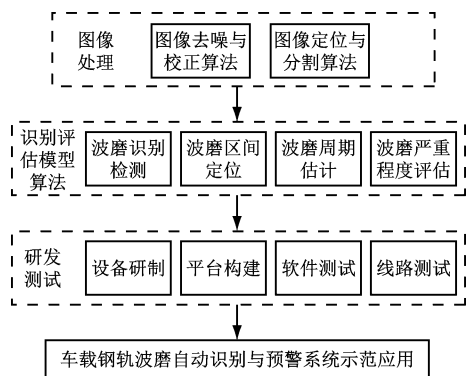 图像
处理
图像去噪与
校正算法
图像定位与
分割算法
识别评
估模型
算法
波磨识别
检测
波磨区间
定位
波磨周期
估计
波磨严重
程度评估
研发
测试
设备研制
平台构建
软件测试
线路测试
车载钢轨波磨自动识别与预警系统示范应用